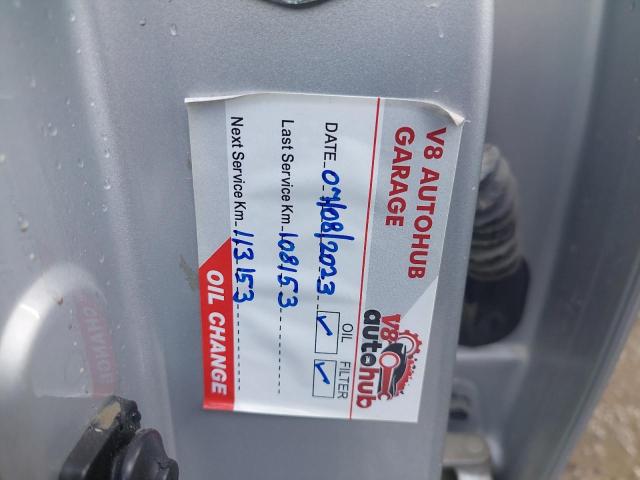 V8 AUTOHUB
GARAGE
V8
autohub
DATE 07/08/2023
OIL ✓
FILTER ✓
Last Service Km 108153
Next Service Km 113153
OIL CHANGE